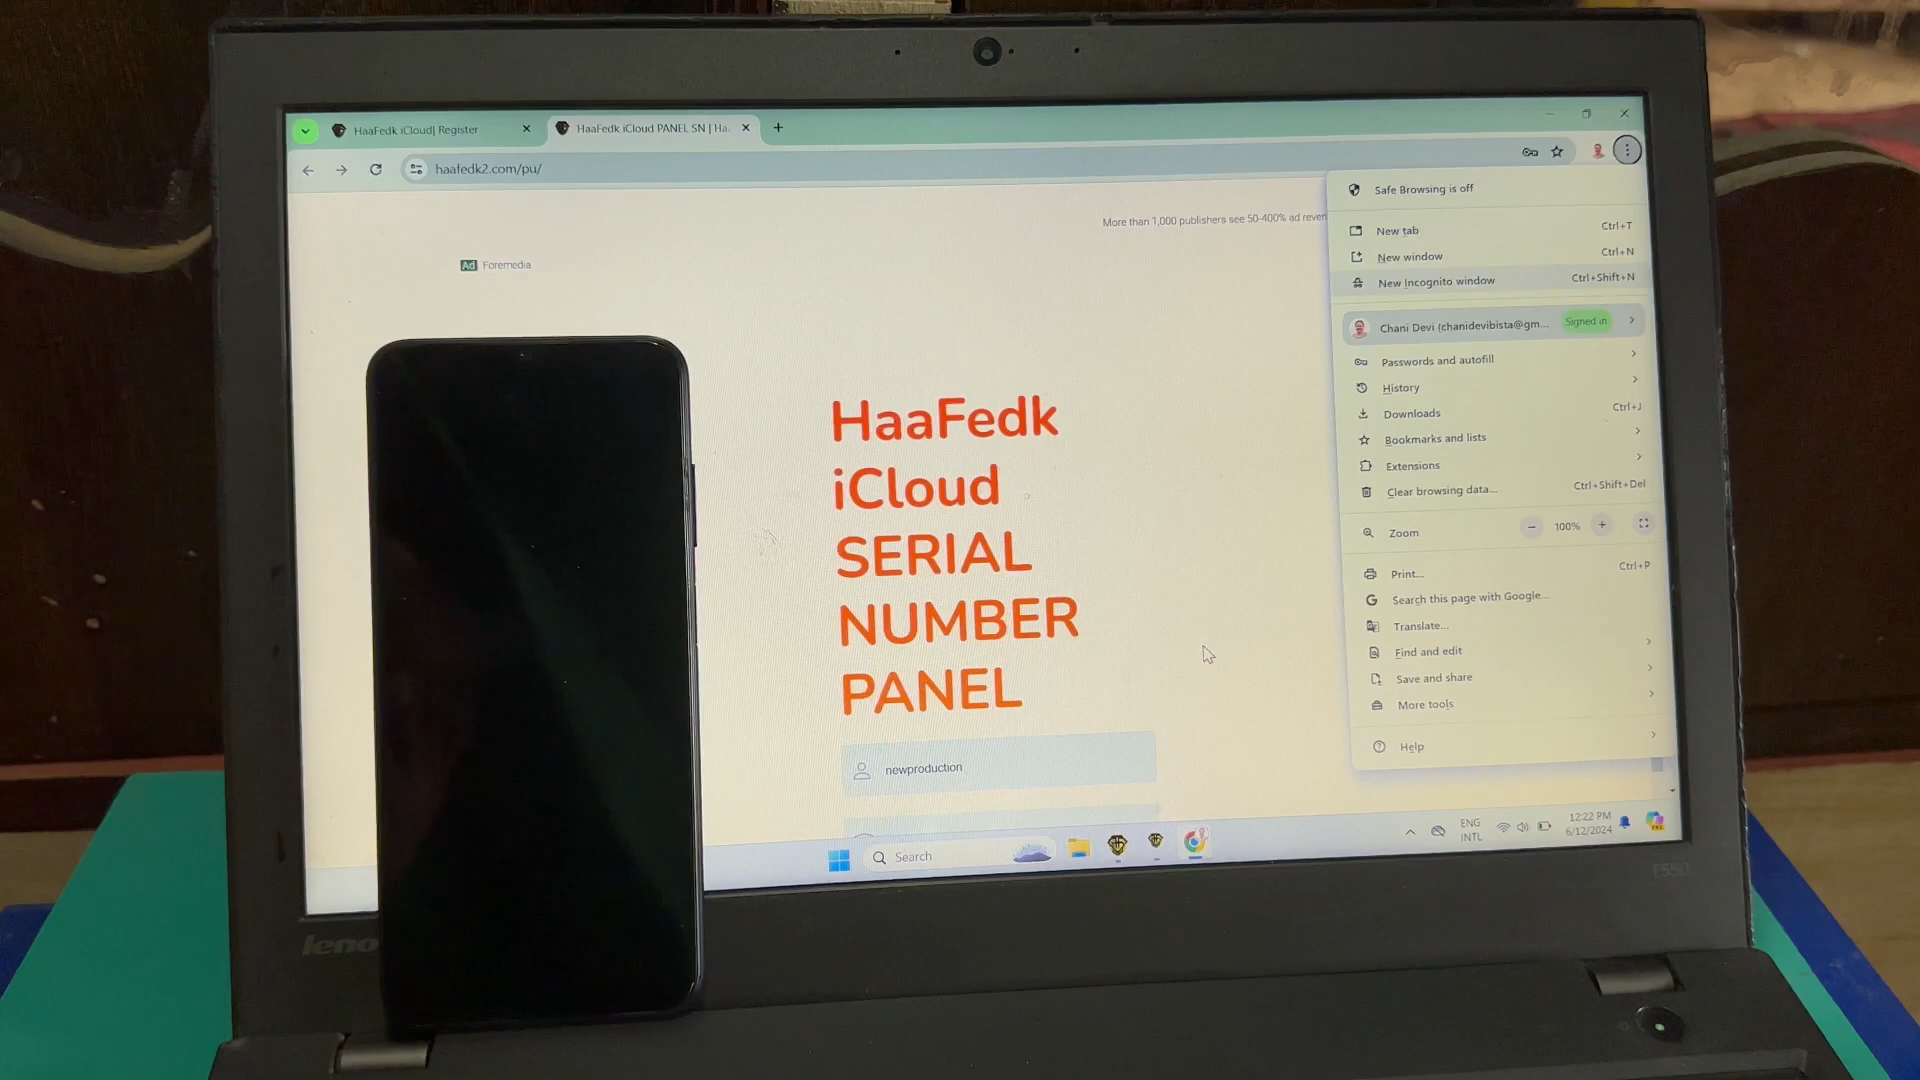 HaaFedk iCloud| Register
HaaFedk iCloud PANEL SN | Ha
haafedk2.com/pu/
More than 1,000 publishers see 50-400% ad reven
Ad Foremedia
HaaFedk
iCloud
SERIAL
NUMBER
PANEL
newproduction
Safe Browsing is off
New tab Ctrl+T
New window Ctrl+N
New Incognito window Ctrl+Shift+N
Chani Devi (chanidevibista@gm... Signed in
Passwords and autofill
History
Downloads Ctrl+J
Bookmarks and lists
Extensions
Clear browsing data... Ctrl+Shift+Del
Zoom 100%
Print... Ctrl+P
Search this page with Google...
Translate...
Find and edit
Save and share
More tools
Help
Search
ENG
INTL
12:22 PM
6/12/2024
T550
leno